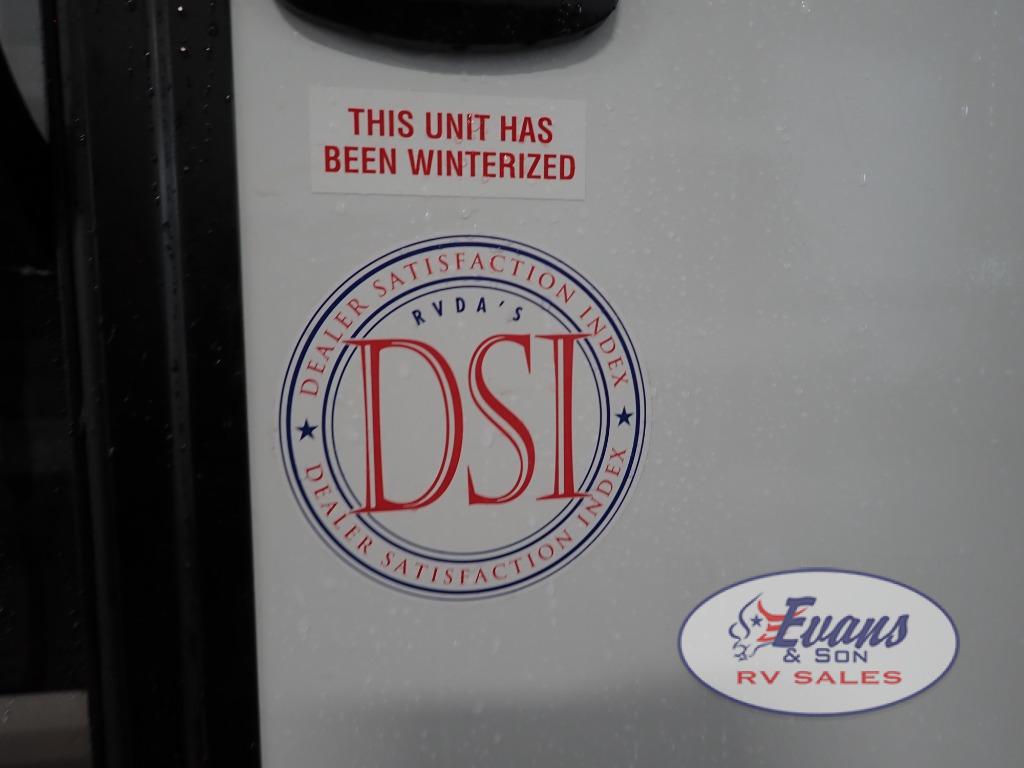 THIS UNIT HAS
BEEN WINTERIZED
DEALER SATISFACTION INDEX
RVDA'S
DSI
DEALER SATISFACTION INDEX
Evans
& SON
RV SALES